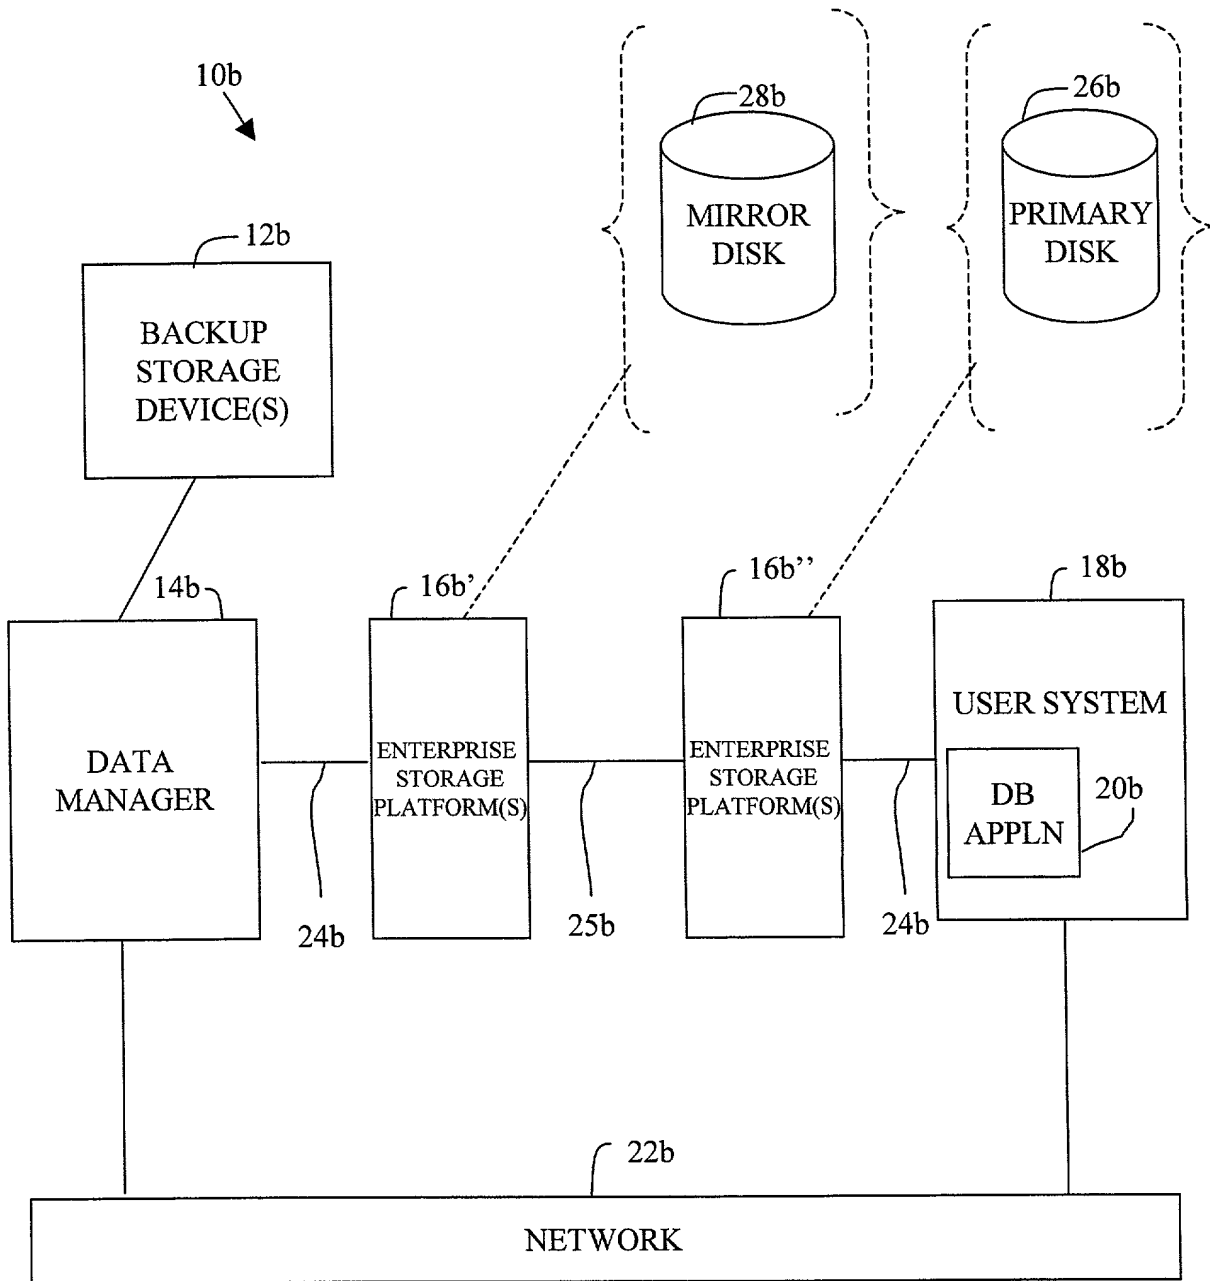 10b
28b
26b
MIRROR
DISK
PRIMARY
DISK
12b
BACKUP
STORAGE
DEVICE(S)
14b
16b'
16b''
18b
DATA
MANAGER
ENTERPRISE
STORAGE
PLATFORM(S)
ENTERPRISE
STORAGE
PLATFORM(S)
USER SYSTEM
DB
APPLN
20b
24b
25b
24b
22b
NETWORK